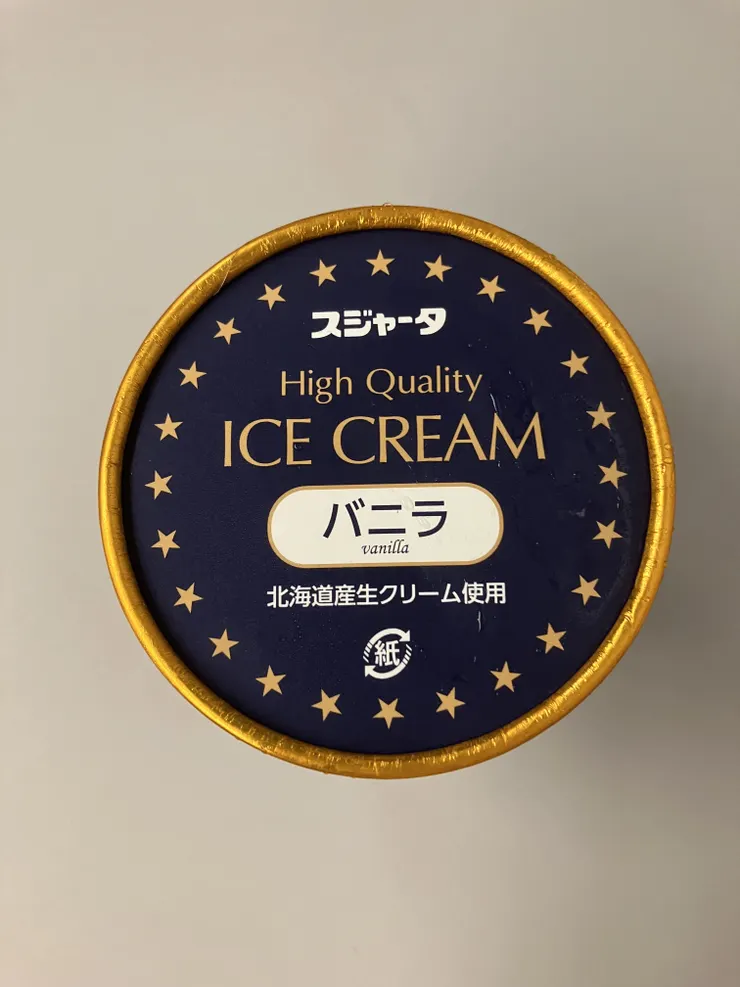 スジャータ
High Quality
ICE CREAM
バニラ
vanilla
北海道産生クリーム使用
紙